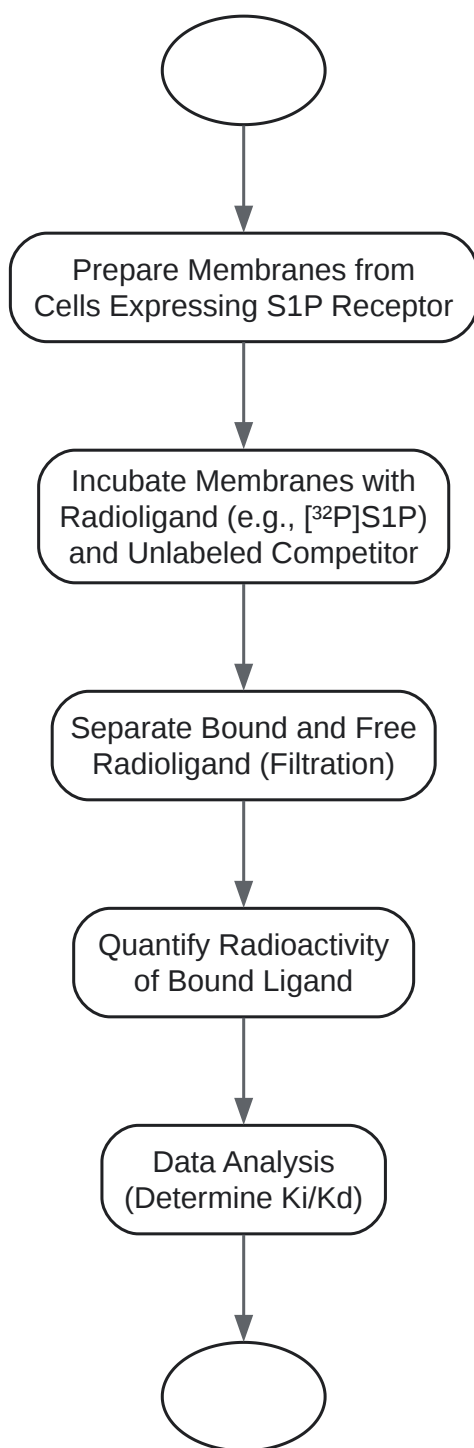 Prepare Membranes from
Cells Expressing S1P Receptor
Incubate Membranes with
Radioligand (e.g., [³²P]S1P)
and Unlabeled Competitor
Separate Bound and Free
Radioligand (Filtration)
Quantify Radioactivity
of Bound Ligand
Data Analysis
(Determine Ki/Kd)